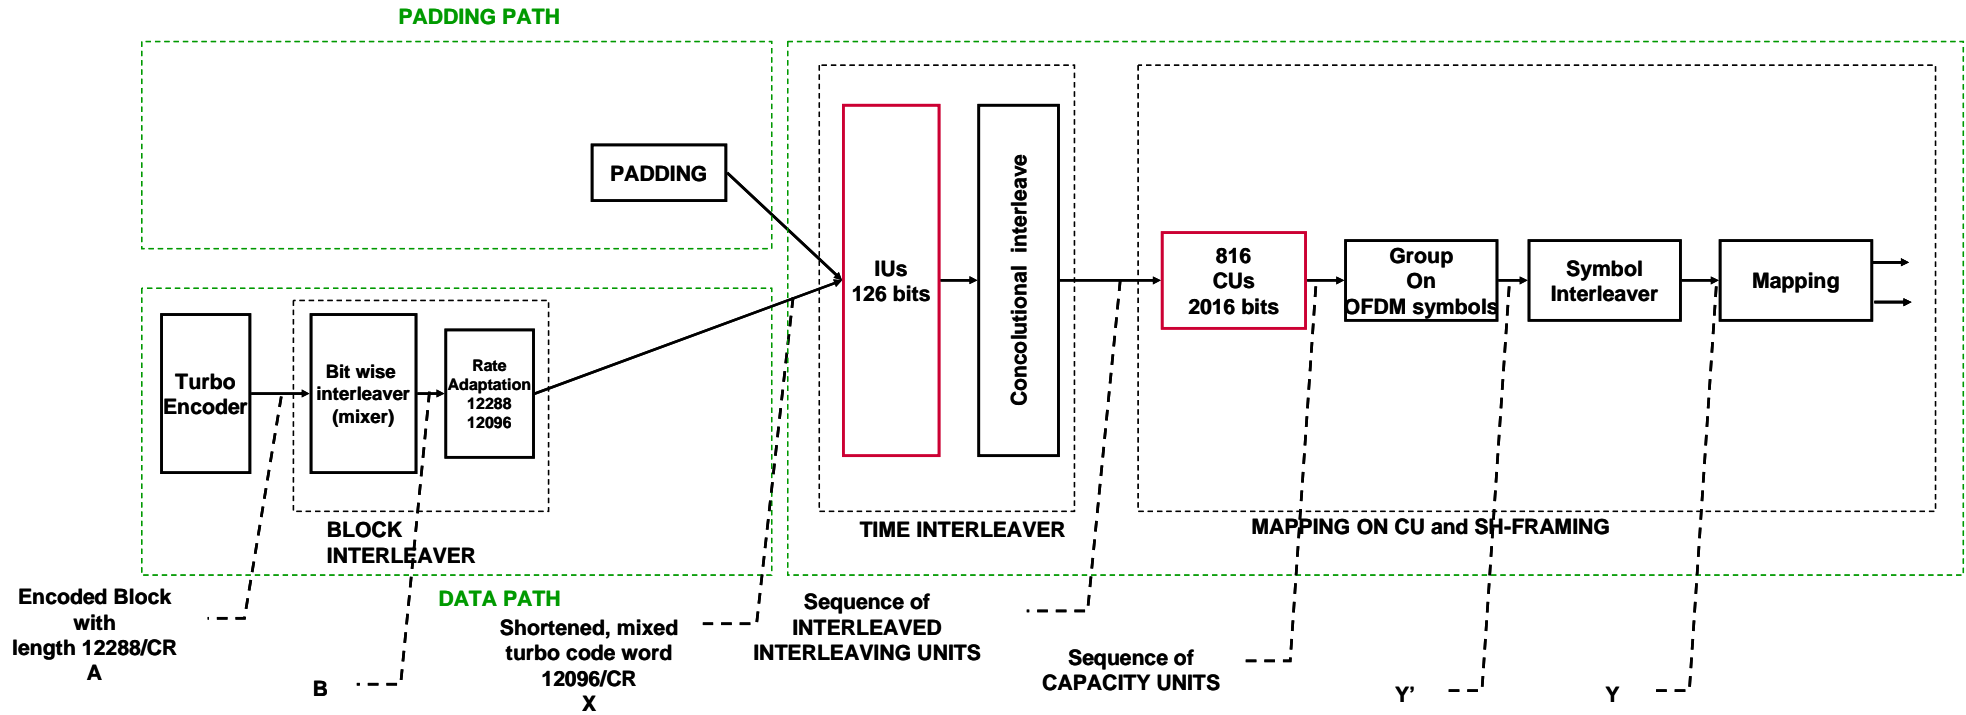 PADDING PATH
PADDING
Turbo
Encoder
Bit wise
interleaver
(mixer)
Rate
Adaptation
12288
12096
BLOCK
INTERLEAVER
DATA PATH
IUs
126 bits
Concolutional interleave
TIME INTERLEAVER
816
CUs
2016 bits
Group
On
OFDM symbols
Symbol
Interleaver
Mapping
MAPPING ON CU and SH-FRAMING
Encoded Block
with
length 12288/CR
A
B
Shortened, mixed
turbo code word
12096/CR
X
Sequence of
INTERLEAVED
INTERLEAVING UNITS
Sequence of
CAPACITY UNITS
Y’
Y